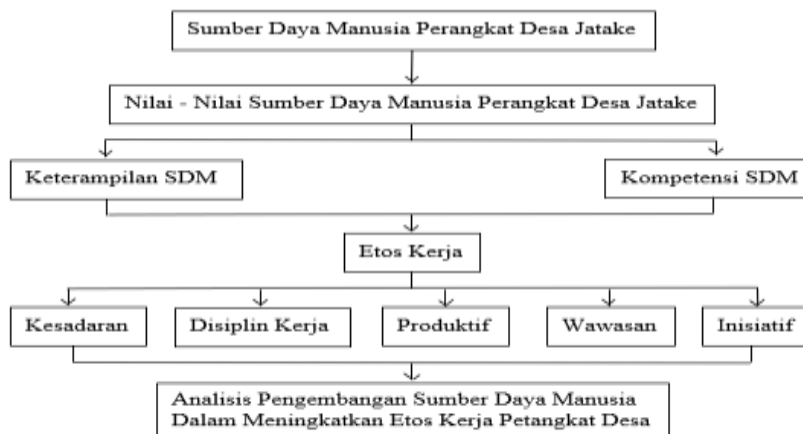 Sumber Daya Manusia Perangkat Desa Jatake
Nilai - Nilai Sumber Daya Manusia Perangkat Desa Jatake
Keterampilan SDM
Kompetensi SDM
Etos Kerja
Kesadaran
Disiplin Kerja
Produktif
Wawasan
Inisiatif
Analisis Pengembangan Sumber Daya Manusia
Dalam Meningkatkan Etos Kerja Petangkat Desa